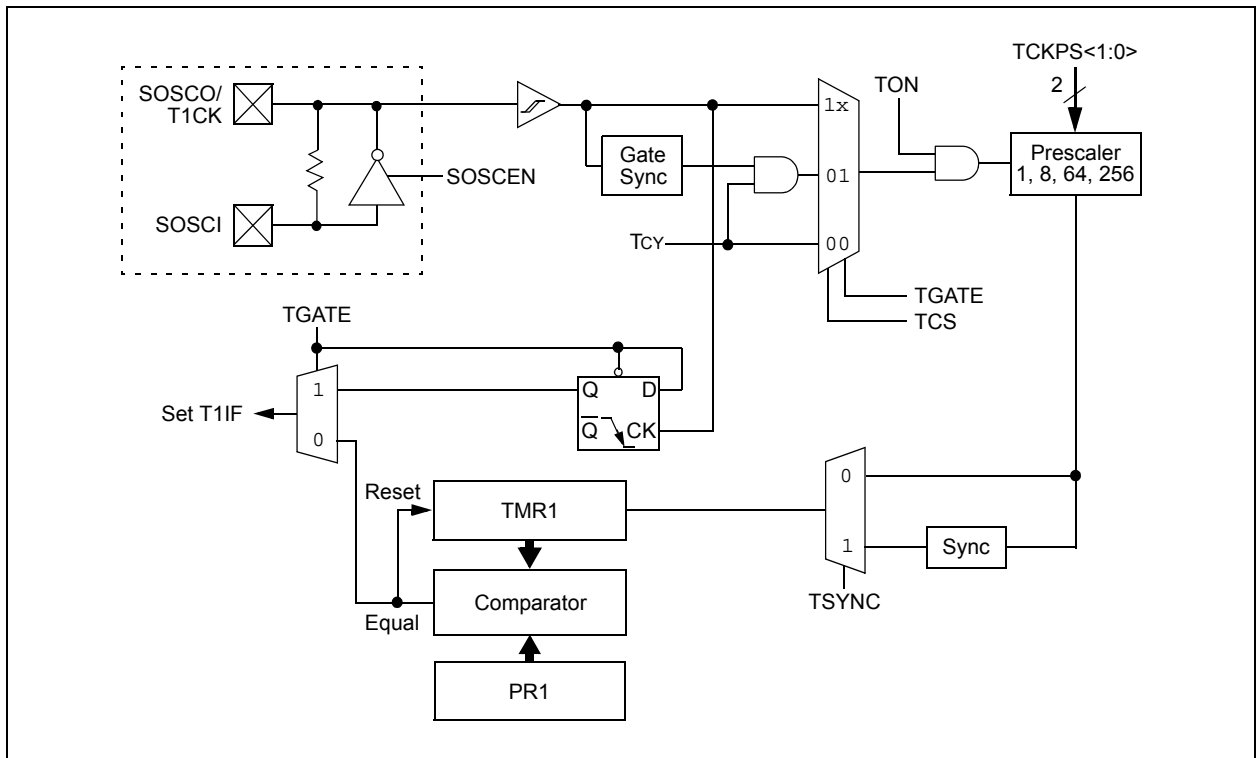 SOSCO/
T1CK
SOSCI
SOSCEN
Gate
Sync
TCY
1x
01
00
TGATE
TCS
TON
TCKPS<1:0>
2
Prescaler
1, 8, 64, 256
TGATE
1
0
Set T1IF
Q
D
Q
CK
Reset
TMR1
Equal
Comparator
PR1
0
1
Sync
TSYNC